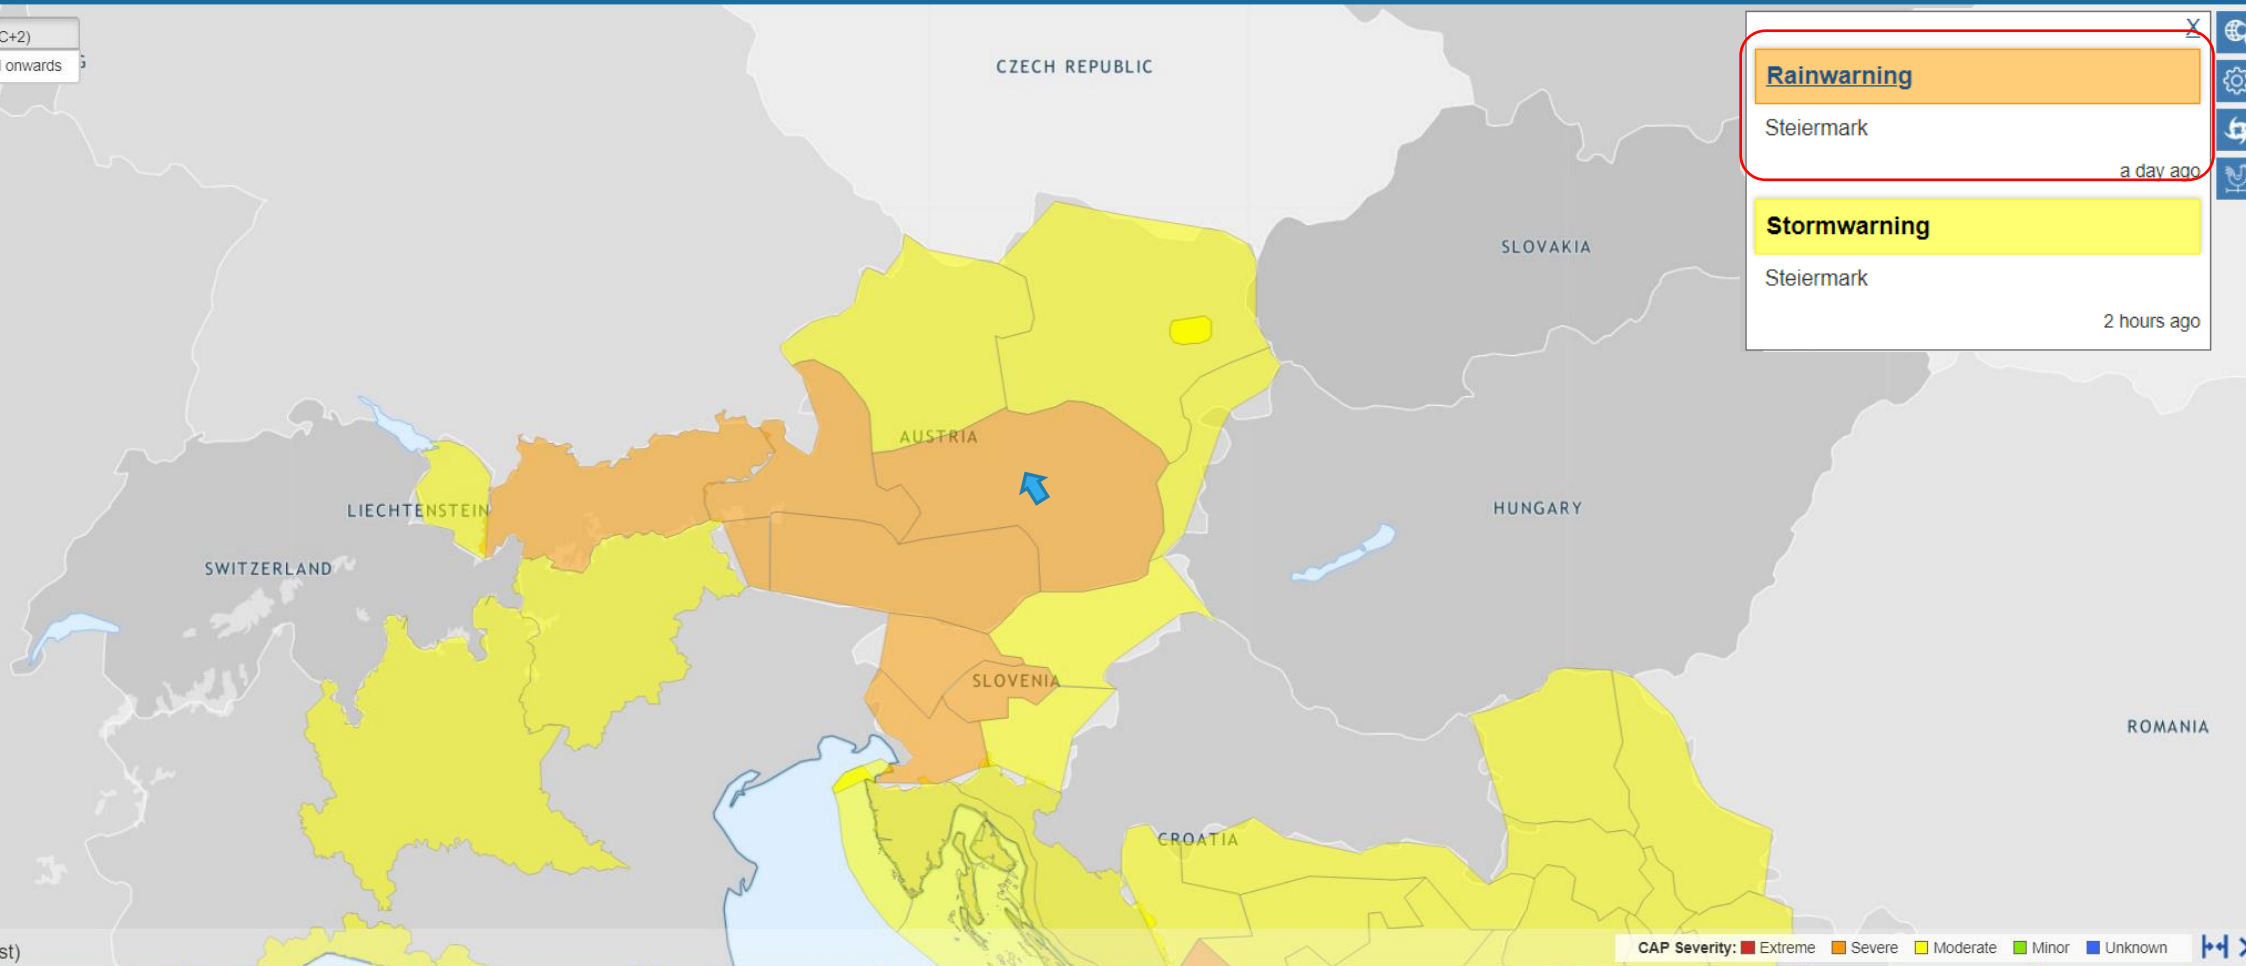 C+2)
onwards
CZECH REPUBLIC
X
Rainwarning
Steiermark
a day ago
Stormwarning
Steiermark
2 hours ago
SLOVAKIA
AUSTRIA
LIECHTENSTEIN
HUNGARY
SWITZERLAND
SLOVENIA
ROMANIA
CROATIA
st)
CAP Severity: Extreme Severe Moderate Minor Unknown